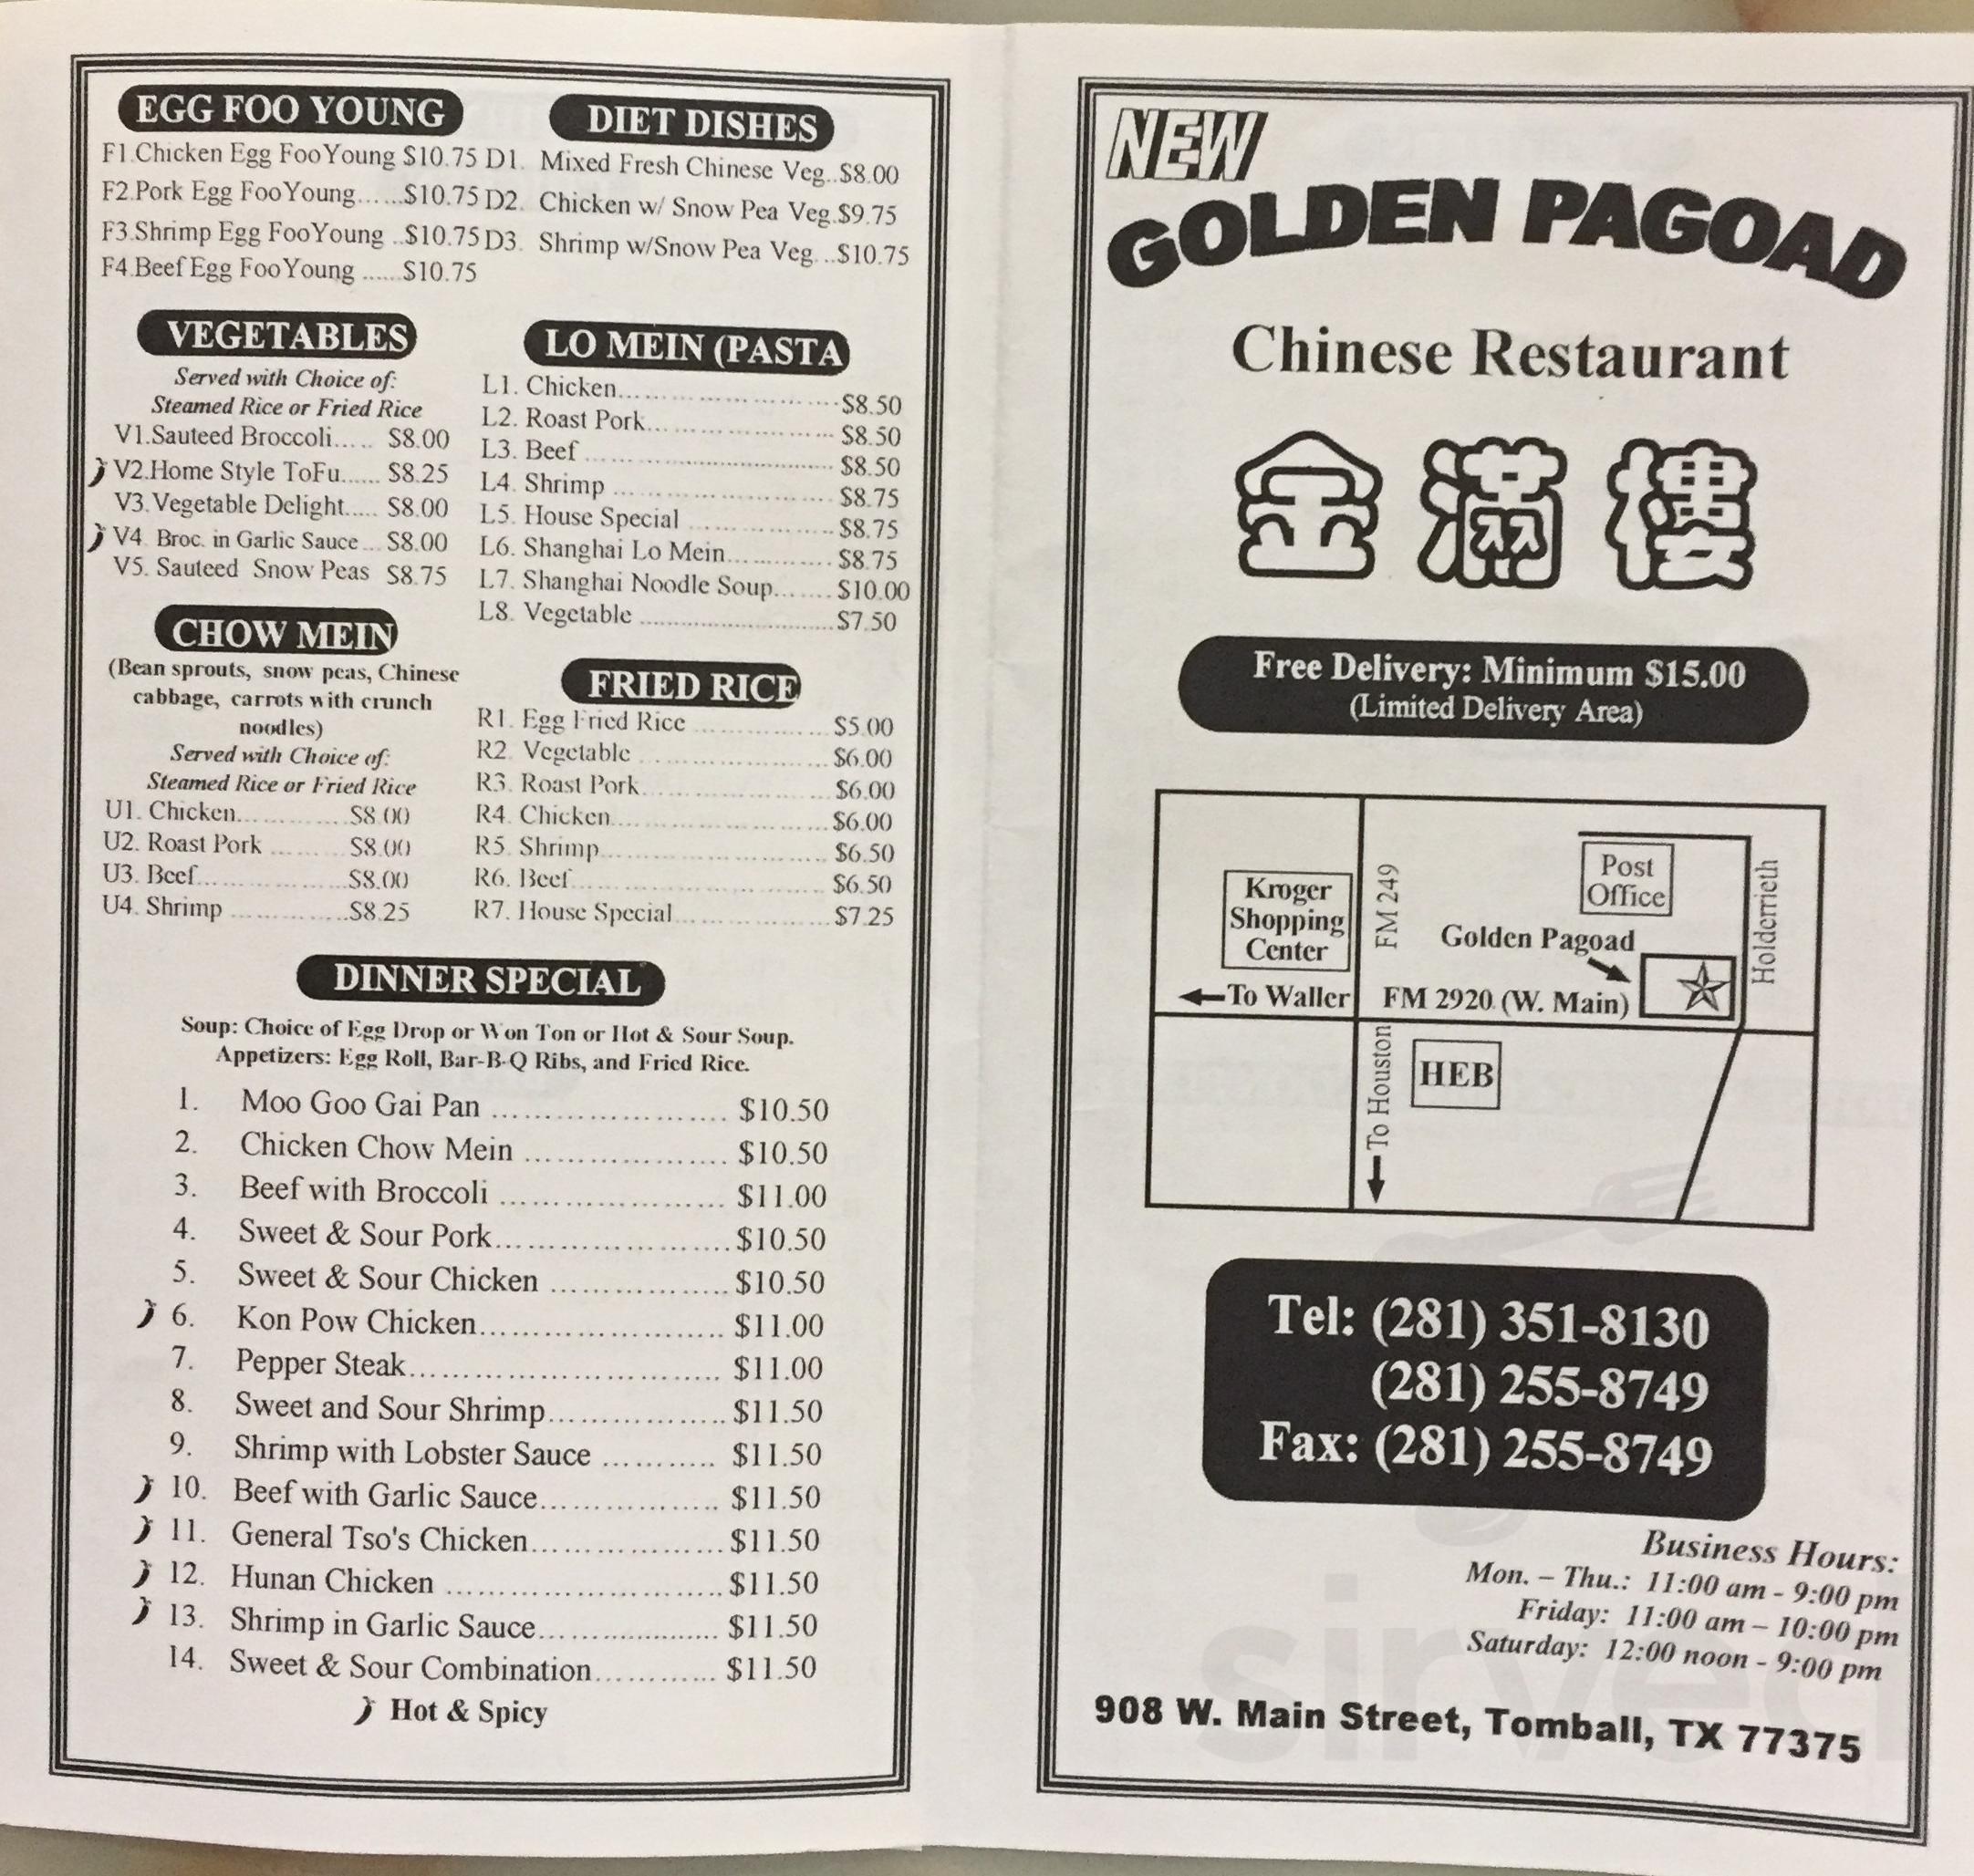 EGG FOO YOUNG
F1.Chicken Egg FooYoung $10.75
F2.Pork Egg FooYoung......$10.75
F3.Shrimp Egg FooYoung ..$10.75
F4.Beef Egg FooYoung ......$10.75
DIET DISHES
D1. Mixed Fresh Chinese Veg..$8.00
D2. Chicken w/ Snow Pea Veg.$9.75
D3. Shrimp w/Snow Pea Veg...$10.75
VEGETABLES
Served with Choice of:
Steamed Rice or Fried Rice
V1.Sauteed Broccoli..... $8.00
V2.Home Style ToFu...... $8.25
V3.Vegetable Delight..... $8.00
V4. Broc. in Garlic Sauce... $8.00
V5. Sauteed Snow Peas $8.75
LO MEIN (PASTA
L1. Chicken........................$8.50
L2. Roast Pork..................... $8.50
L3. Beef ........................... $8.50
L4. Shrimp ........................ $8.75
L5. House Special ................ $8.75
L6. Shanghai Lo Mein............. $8.75
L7. Shanghai Noodle Soup....... $10.00
L8. Vegetable ........................$7.50
CHOW MEIN
(Bean sprouts, snow peas, Chinese
cabbage, carrots with crunch
noodles)
Served with Choice of:
Steamed Rice or Fried Rice
U1. Chicken.............$8.00
U2. Roast Pork ......... $8.00
U3. Beef..................$8.00
U4. Shrimp ..............$8.25
FRIED RICE
R1. Egg Fried Rice ................ $5.00
R2. Vegetable ......................$6.00
R3. Roast Pork..................... $6.00
R4. Chicken.........................$6.00
R5. Shrimp......................... $6.50
R6. Beef............................ $6.50
R7. House Special................. $7.25
DINNER SPECIAL
Soup: Choice of Egg Drop or Won Ton or Hot & Sour Soup.
Appetizers: Egg Roll, Bar-B-Q Ribs, and Fried Rice.
1. Moo Goo Gai Pan ........................ $10.50
2. Chicken Chow Mein .................... $10.50
3. Beef with Broccoli ...................... $11.00
4. Sweet & Sour Pork........................$10.50
5. Sweet & Sour Chicken ..................$10.50
6. Kon Pow Chicken........................ $11.00
7. Pepper Steak................................ $11.00
8. Sweet and Sour Shrimp.................. $11.50
9. Shrimp with Lobster Sauce ........... $11.50
10. Beef with Garlic Sauce.................. $11.50
11. General Tso's Chicken....................$11.50
12. Hunan Chicken ............................$11.50
13. Shrimp in Garlic Sauce................... $11.50
14. Sweet & Sour Combination............ $11.50
Hot & Spicy
NEW
GOLDEN PAGOAD
Chinese Restaurant
金滿樓
Free Delivery: Minimum $15.00
(Limited Delivery Area)
Kroger
Shopping
Center
FM 249
Post
Office
Golden Pagoad
Holderrieth
To Waller
FM 2920 (W. Main)
To Houston
HEB
Tel: (281) 351-8130
(281) 255-8749
Fax: (281) 255-8749
Business Hours:
Mon. – Thu.: 11:00 am - 9:00 pm
Friday: 11:00 am – 10:00 pm
Saturday: 12:00 noon - 9:00 pm
908 W. Main Street, Tomball, TX 77375
sirved